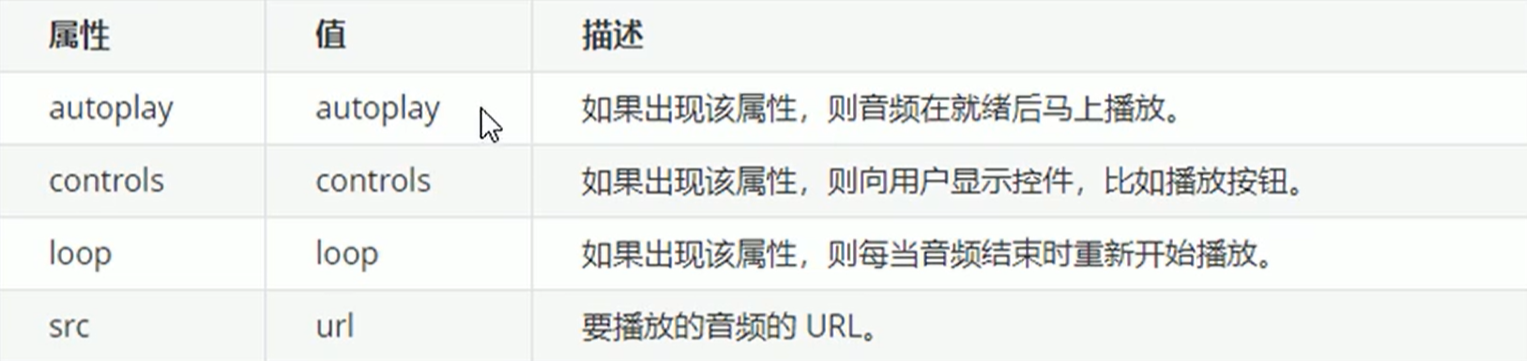 属性 值 描述
autoplay autoplay 如果出现该属性，则音频在就绪后马上播放。
controls controls 如果出现该属性，则向用户显示控件，比如播放按钮。
loop loop 如果出现该属性，则每当音频结束时重新开始播放。
src url 要播放的音频的 URL。